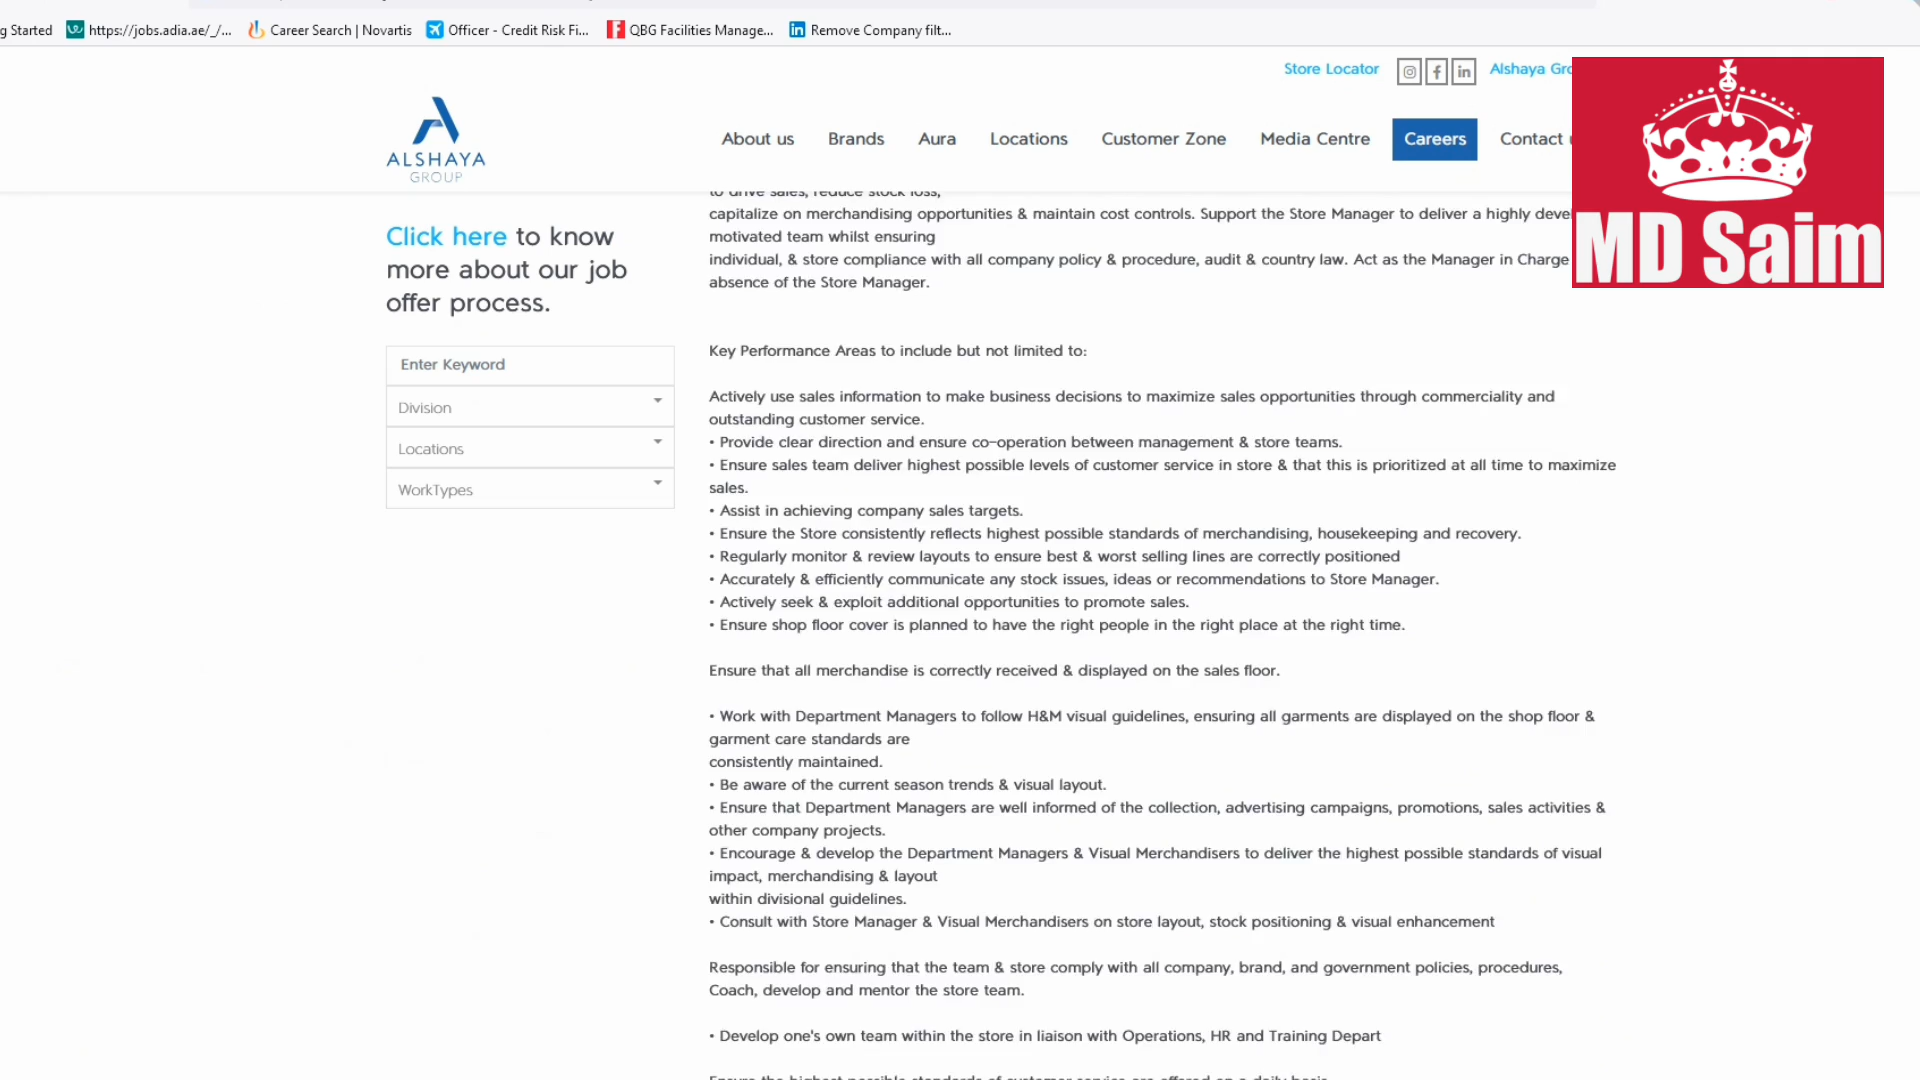 g Started
https://jobs.adia.ae/_/...
Career Search | Novartis
Officer - Credit Risk Fi...
QBG Facilities Manage...
Remove Company filt...
Store Locator
Alshaya Gro
ALSHAYA
GROUP
About us
Brands
Aura
Locations
Customer Zone
Media Centre
Careers
Contact
MD Saim
Click here to know
more about our job
offer process.
Enter Keyword
Division
Locations
WorkTypes
to drive sales, reduce stock loss,
capitalize on merchandising opportunities & maintain cost controls. Support the Store Manager to deliver a highly deve
motivated team whilst ensuring
individual, & store compliance with all company policy & procedure, audit & country law. Act as the Manager in Charge
absence of the Store Manager.
Key Performance Areas to include but not limited to:
Actively use sales information to make business decisions to maximize sales opportunities through commerciality and
outstanding customer service.
• Provide clear direction and ensure co-operation between management & store teams.
• Ensure sales team deliver highest possible levels of customer service in store & that this is prioritized at all time to maximize
sales.
• Assist in achieving company sales targets.
• Ensure the Store consistently reflects highest possible standards of merchandising, housekeeping and recovery.
• Regularly monitor & review layouts to ensure best & worst selling lines are correctly positioned
• Accurately & efficiently communicate any stock issues, ideas or recommendations to Store Manager.
• Actively seek & exploit additional opportunities to promote sales.
• Ensure shop floor cover is planned to have the right people in the right place at the right time.
Ensure that all merchandise is correctly received & displayed on the sales floor.
• Work with Department Managers to follow H&M visual guidelines, ensuring all garments are displayed on the shop floor &
garment care standards are
consistently maintained.
• Be aware of the current season trends & visual layout.
• Ensure that Department Managers are well informed of the collection, advertising campaigns, promotions, sales activities &
other company projects.
• Encourage & develop the Department Managers & Visual Merchandisers to deliver the highest possible standards of visual
impact, merchandising & layout
within divisional guidelines.
• Consult with Store Manager & Visual Merchandisers on store layout, stock positioning & visual enhancement
Responsible for ensuring that the team & store comply with all company, brand, and government policies, procedures,
Coach, develop and mentor the store team.
• Develop one's own team within the store in liaison with Operations, HR and Training Depart
Ensure the highest possible standards of customer service are offered on a daily basis